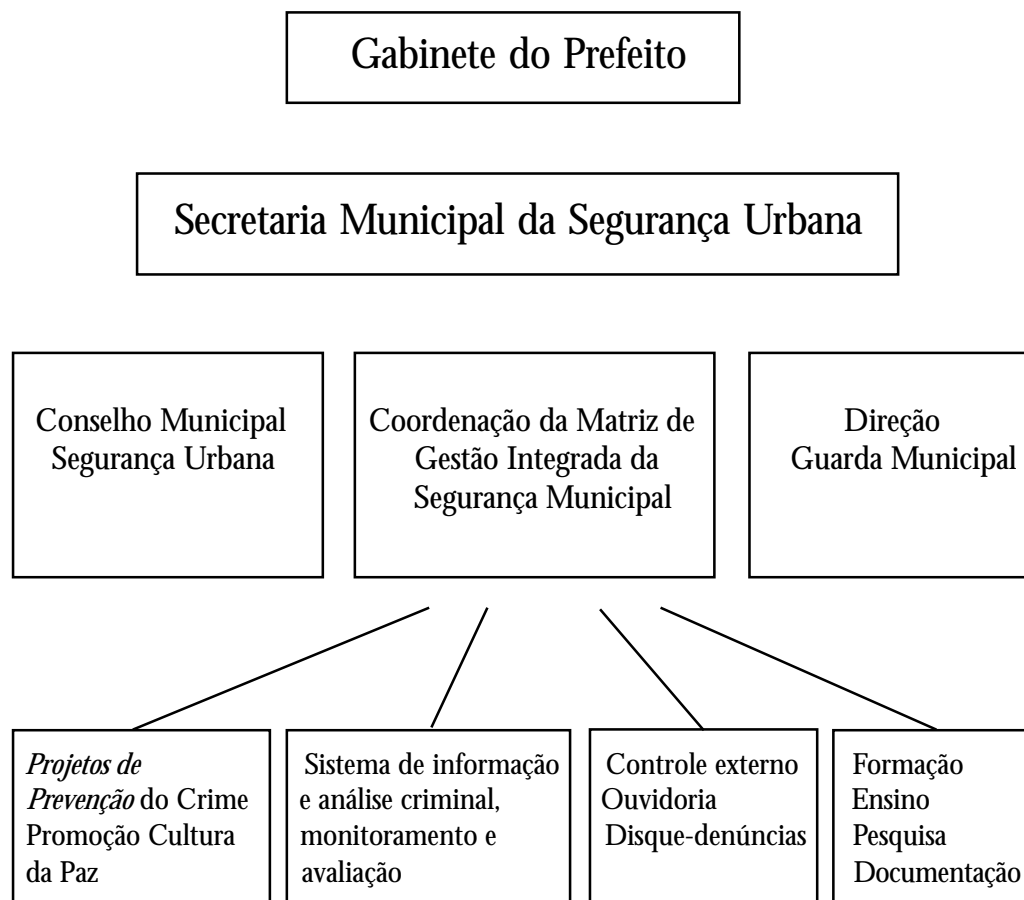 Gabinete do Prefeito
Secretaria Municipal da Segurança Urbana
Conselho Municipal
Segurança Urbana
Coordenação da Matriz de
Gestão Integrada da
Segurança Municipal
Direção
Guarda Municipal
Projetos de
Prevenção do Crime
Promoção Cultura
da Paz
Sistema de informação
e análise criminal,
monitoramento e
avaliação
Controle externo
Ouvidoria
Disque-denúncias
Formação
Ensino
Pesquisa
Documentação